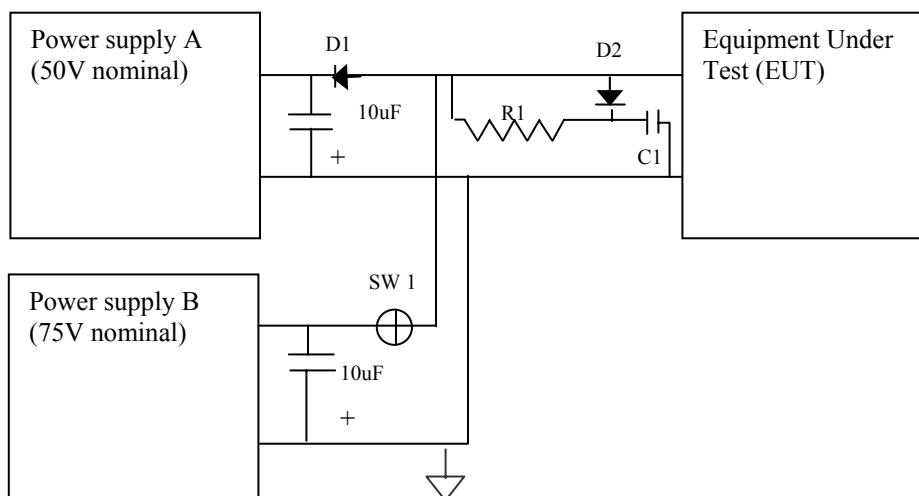 Power supply A
(50V nominal)
D1
D2
Equipment Under
Test (EUT)
10uF
R1
+
C1
Power supply B
(75V nominal)
SW 1
10uF
+